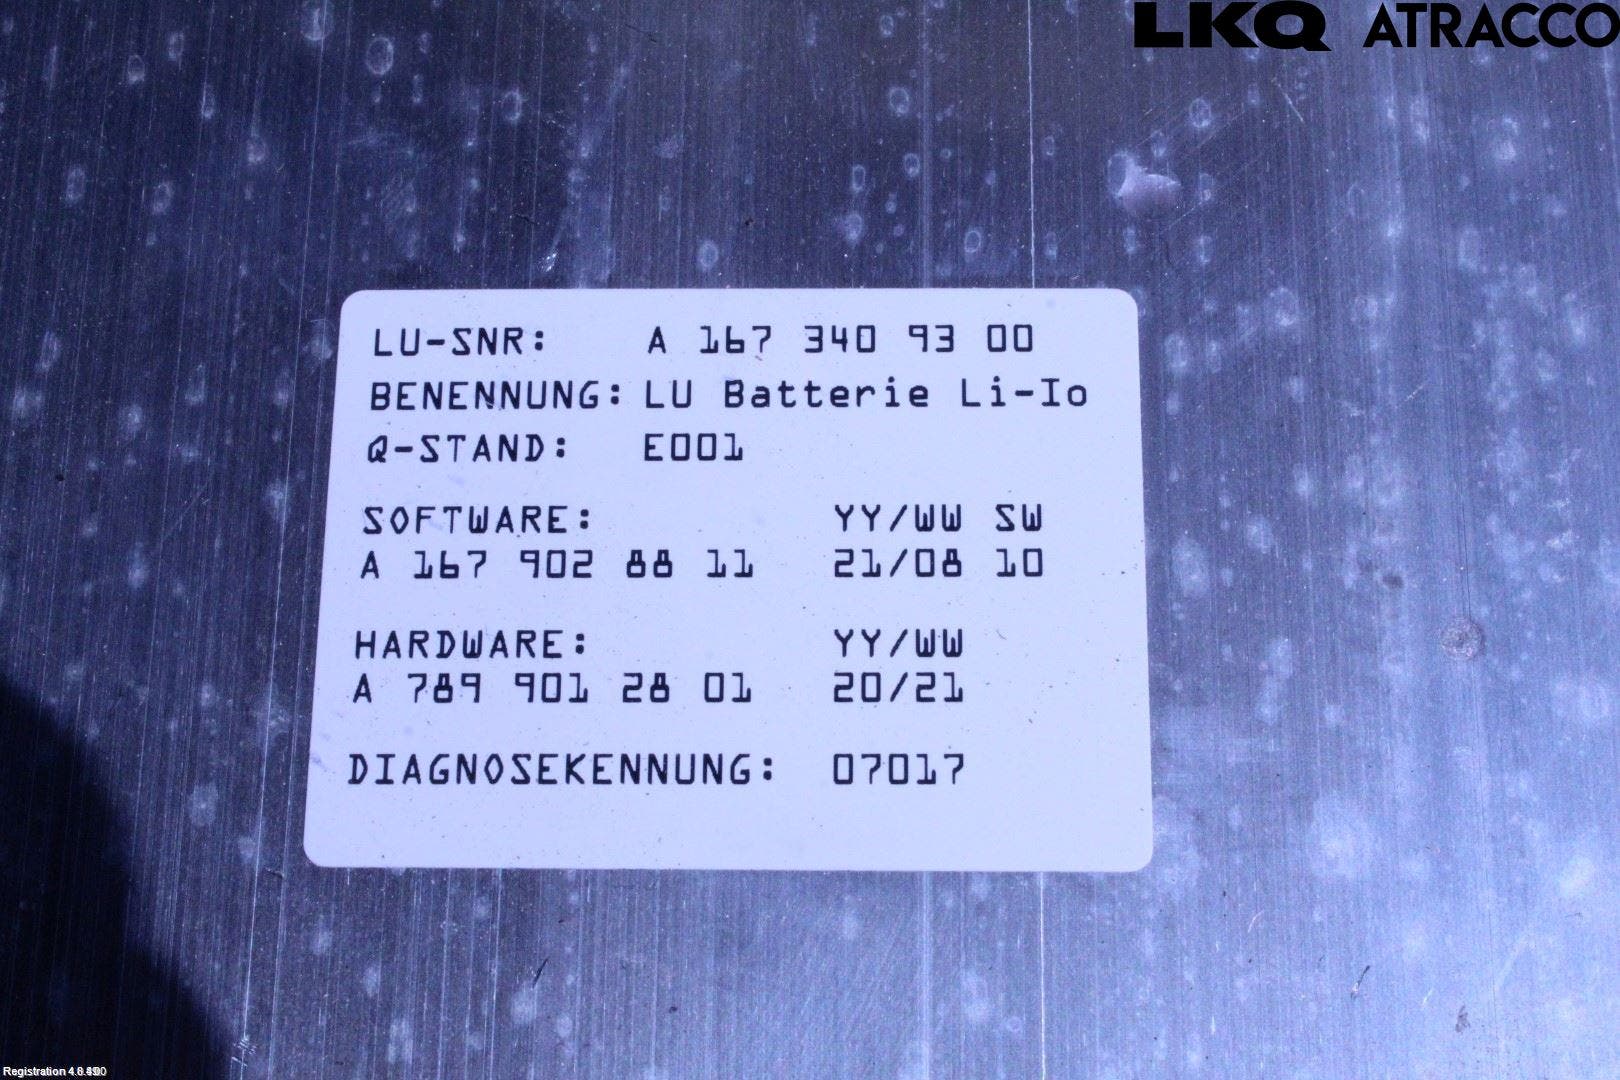 LKQ ATRACCO
LU-SNR: A 167 340 93 00
BENENNUNG: LU Batterie Li-Io
Q-STAND: E001
SOFTWARE: YY/WW SW
A 167 902 88 11 21/08 10
HARDWARE: YY/WW
A 789 901 28 01 20/21
DIAGNOSEKENNUNG: 07017
Registration